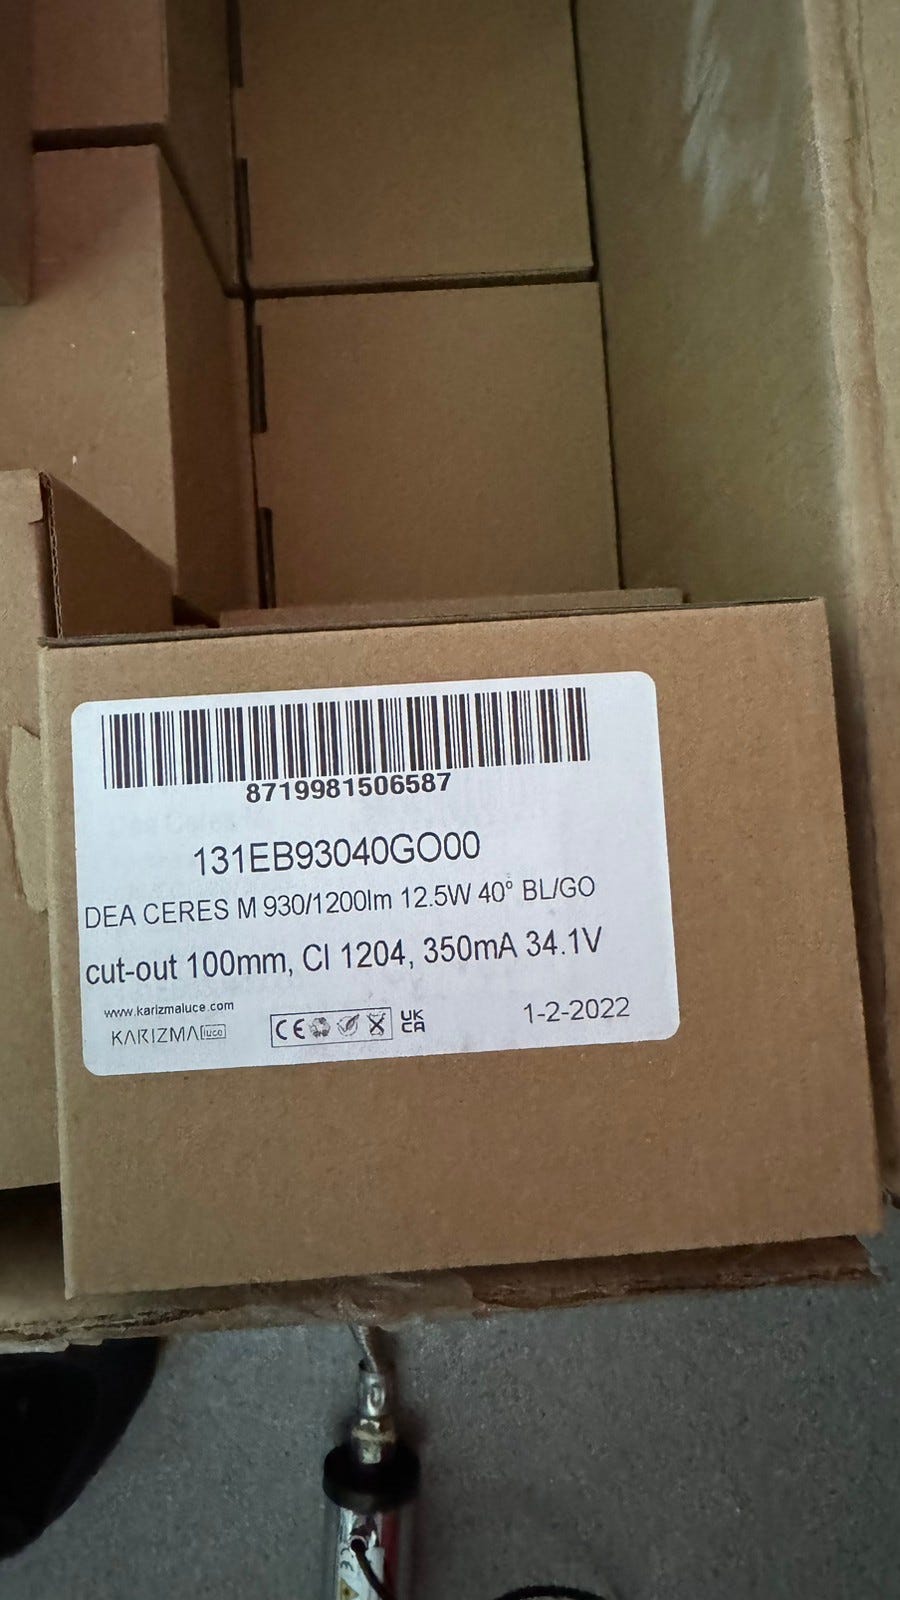 8719981506587
131EB93040GO00
DEA CERES M 930/1200lm 12.5W 40° BL/GO
cut-out 100mm, CI 1204, 350mA 34.1V
www.karizmaluce.com
KARIZMA luce
CE UK CA
1-2-2022